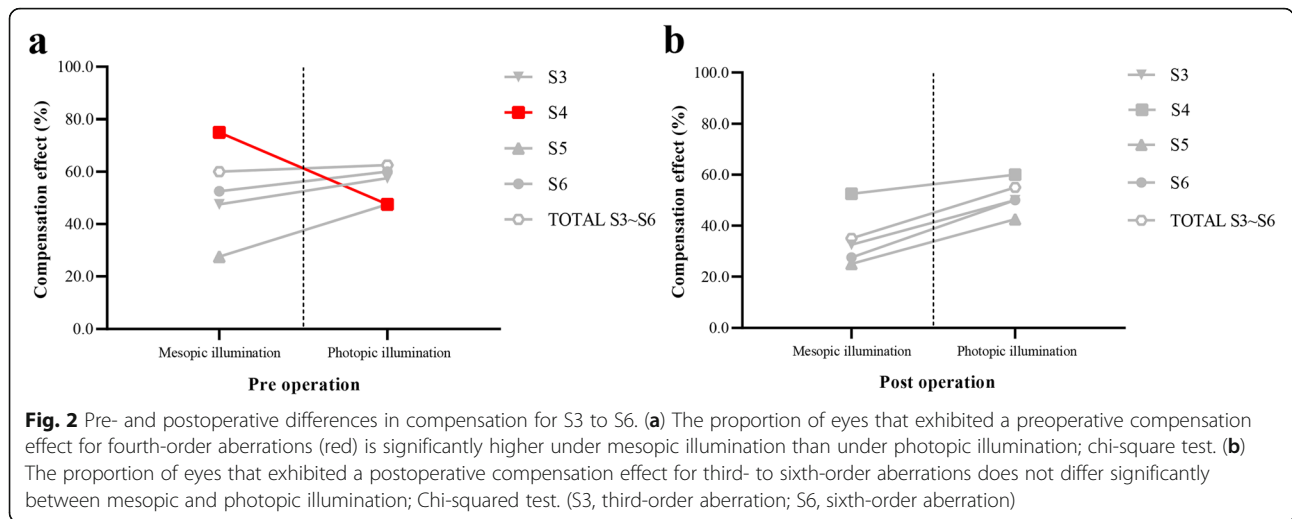 a
100.0
80.0
60.0
40.0
20.0
0.0
Compensation effect (%)
Mesopic illumination
Photopic illumination
Pre operation
S3
S4
S5
S6
TOTAL S3~S6
b
100.0
80.0
60.0
40.0
20.0
0.0
Compensation effect (%)
Mesopic illumination
Photopic illumination
Post operation
S3
S4
S5
S6
TOTAL S3~S6
Fig. 2 Pre- and postoperative differences in compensation for S3 to S6. (a) The proportion of eyes that exhibited a preoperative compensation
effect for fourth-order aberrations (red) is significantly higher under mesopic illumination than under photopic illumination; chi-square test. (b)
The proportion of eyes that exhibited a postoperative compensation effect for third- to sixth-order aberrations does not differ significantly
between mesopic and photopic illumination; Chi-squared test. (S3, third-order aberration; S6, sixth-order aberration)